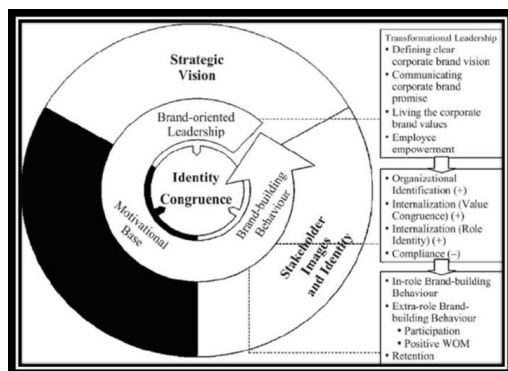 Strategic
Vision
Brand-oriented
Leadership
Identity
Congruence
Motivational
Base
Brand-building
Behaviour
Stakeholder
Images
and Identity
Transformational Leadership
• Defining clear
corporate brand vision
• Communicating
corporate brand
promise
• Living the corporate
brand values
• Employee
empowerment
• Organizational
Identification (+)
• Internalization (Value
Congruence) (+)
• Internalization (Role
Identity) (+)
• Compliance (–)
• In-role Brand-building
Behaviour
• Extra-role Brand-
building Behaviour
• Participation
• Positive WOM
• Retention